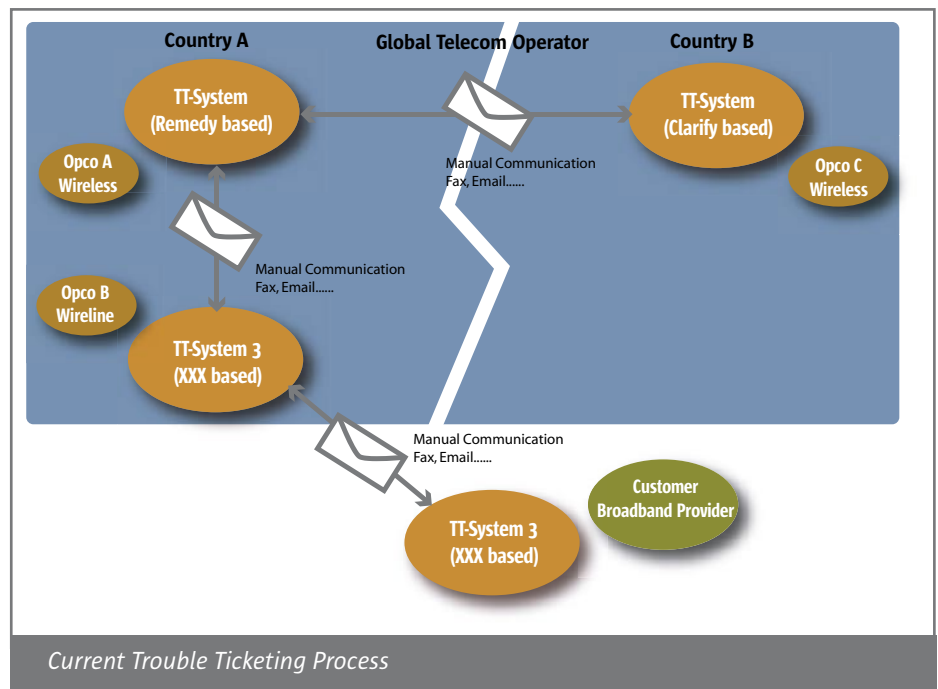 Country A
Global Telecom Operator
Country B
TT-System
(Remedy based)
TT-System
(Clarify based)
Manual Communication
Fax, Email......
Opco A
Wireless
Opco C
Wireless
Manual Communication
Fax, Email......
Opco B
Wireline
TT-System 3
(XXX based)
Manual Communication
Fax, Email......
Customer
Broadband Provider
TT-System 3
(XXX based)
Current Trouble Ticketing Process